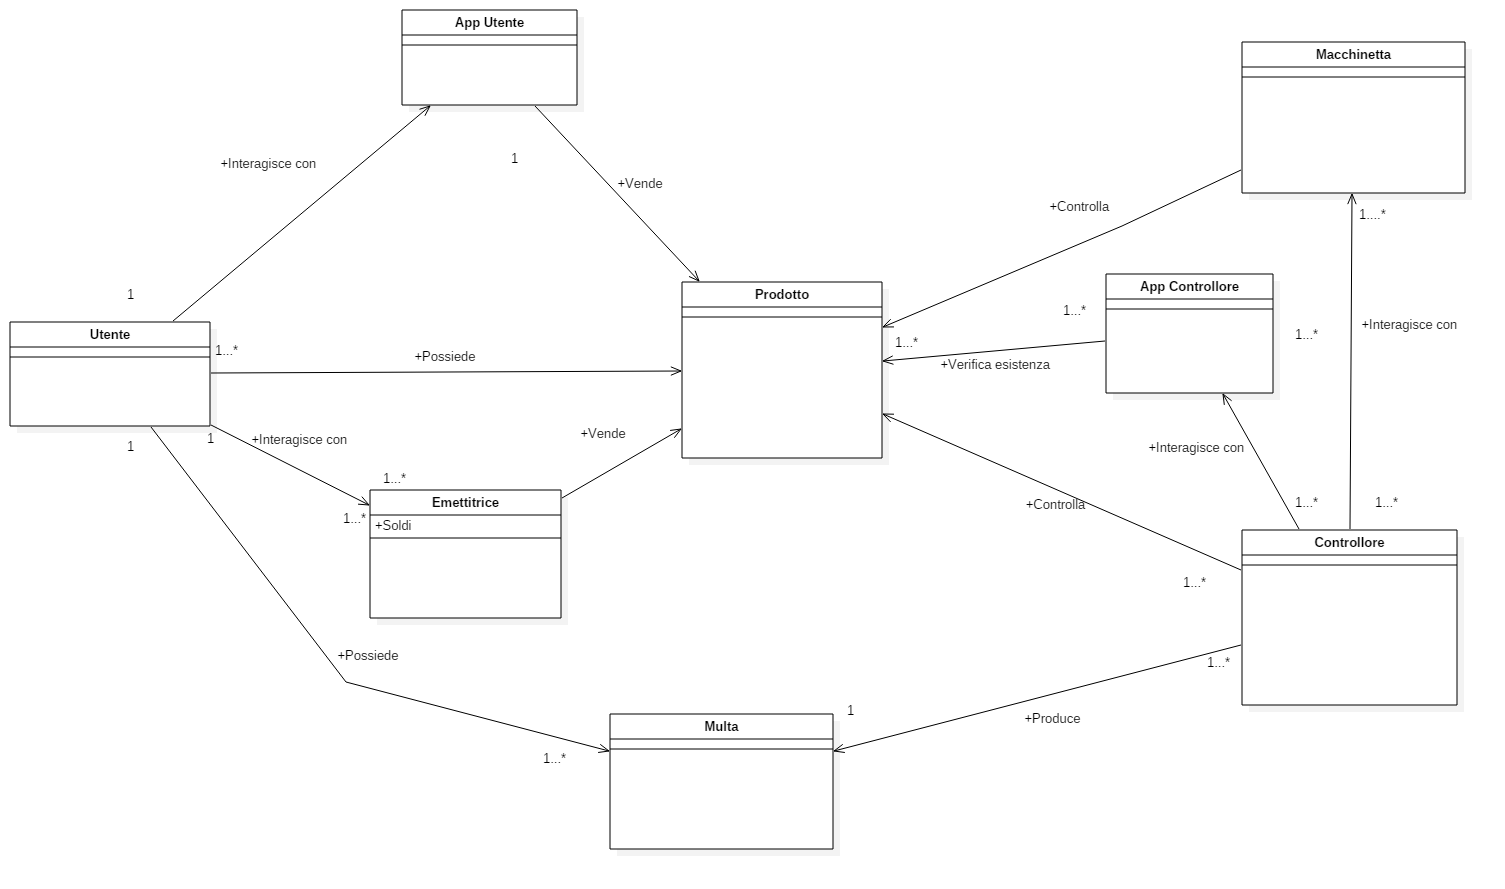 App Utente
Macchinetta
1
+Interagisce con
+Vende
+Controlla
1....*
App Controllore
Prodotto
1
1...*
+Interagisce con
Utente
1...*
1...*
1...*
+Possiede
+Verifica esistenza
+Vende
1
+Interagisce con
1
+Interagisce con
1...*
Emettitrice
1...*
1...*
+Controlla
1...*
+Soldi
Controllore
1...*
+Possiede
1...*
1
+Produce
Multa
1...*